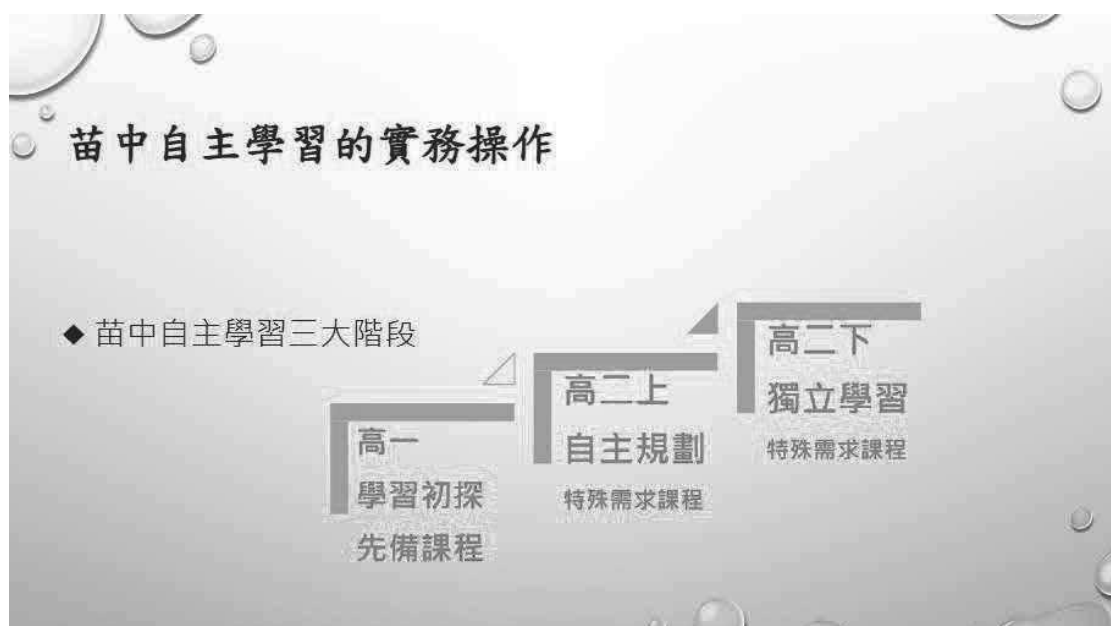 苗中自主學習的實務操作
◆ 苗中自主學習三大階段
高一
學習初探
先備課程
高二上
自主規劃
特殊需求課程
高二下
獨立學習
特殊需求課程